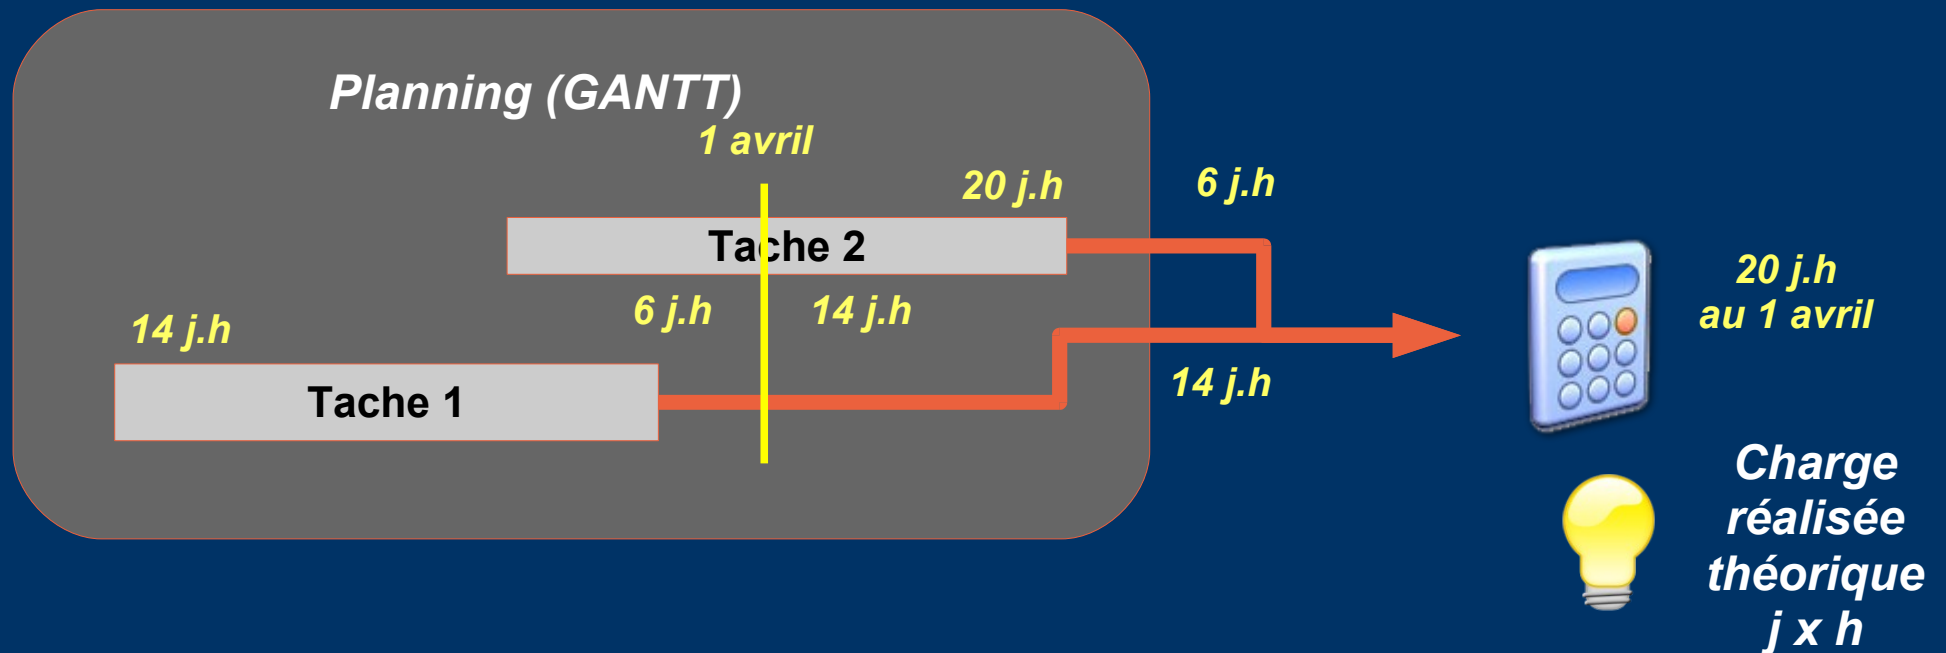 Planning (GANTT)
1 avril
20 j.h
6 j.h
Tache 2
20 j.h
au 1 avril
6 j.h
14 j.h
14 j.h
14 j.h
Tache 1
Charge
réalisée
théorique
j x h